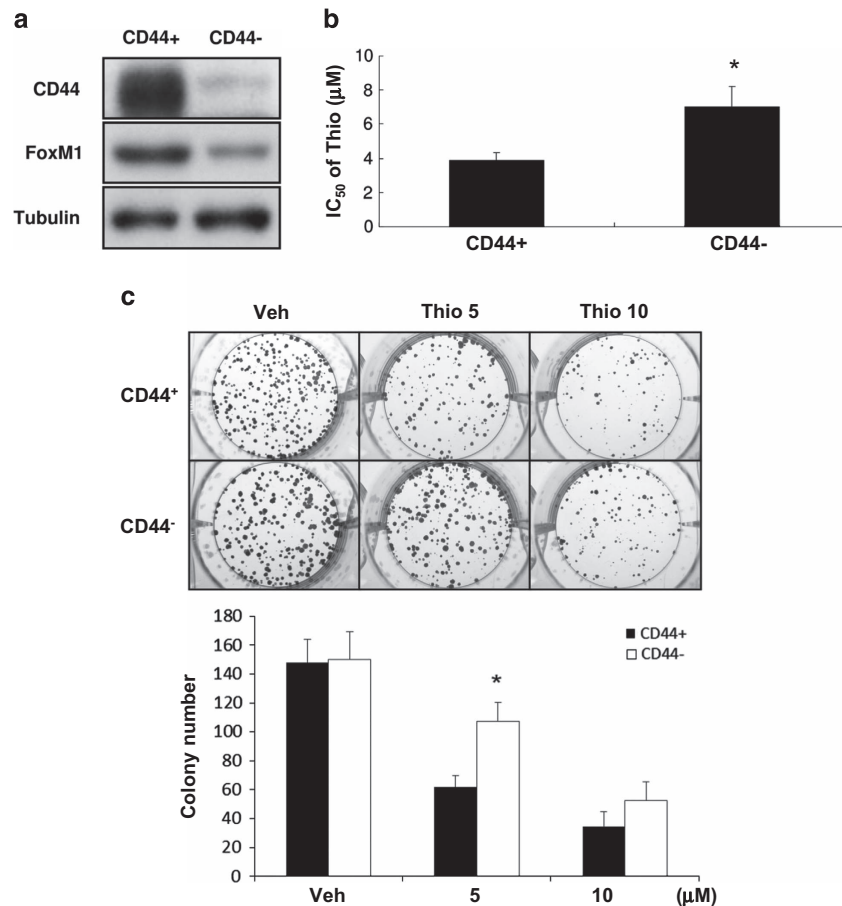 a
CD44+ CD44-
CD44
FoxM1
Tubulin
b
IC50 of Thio (μM)
10
8
6
4
2
0
*
CD44+ CD44-
c
Veh Thio 5 Thio 10
CD44+
CD44-
Colony number
180
160
140
120
100
80
60
40
20
0
*
CD44+
CD44-
Veh 5 10 (μM)